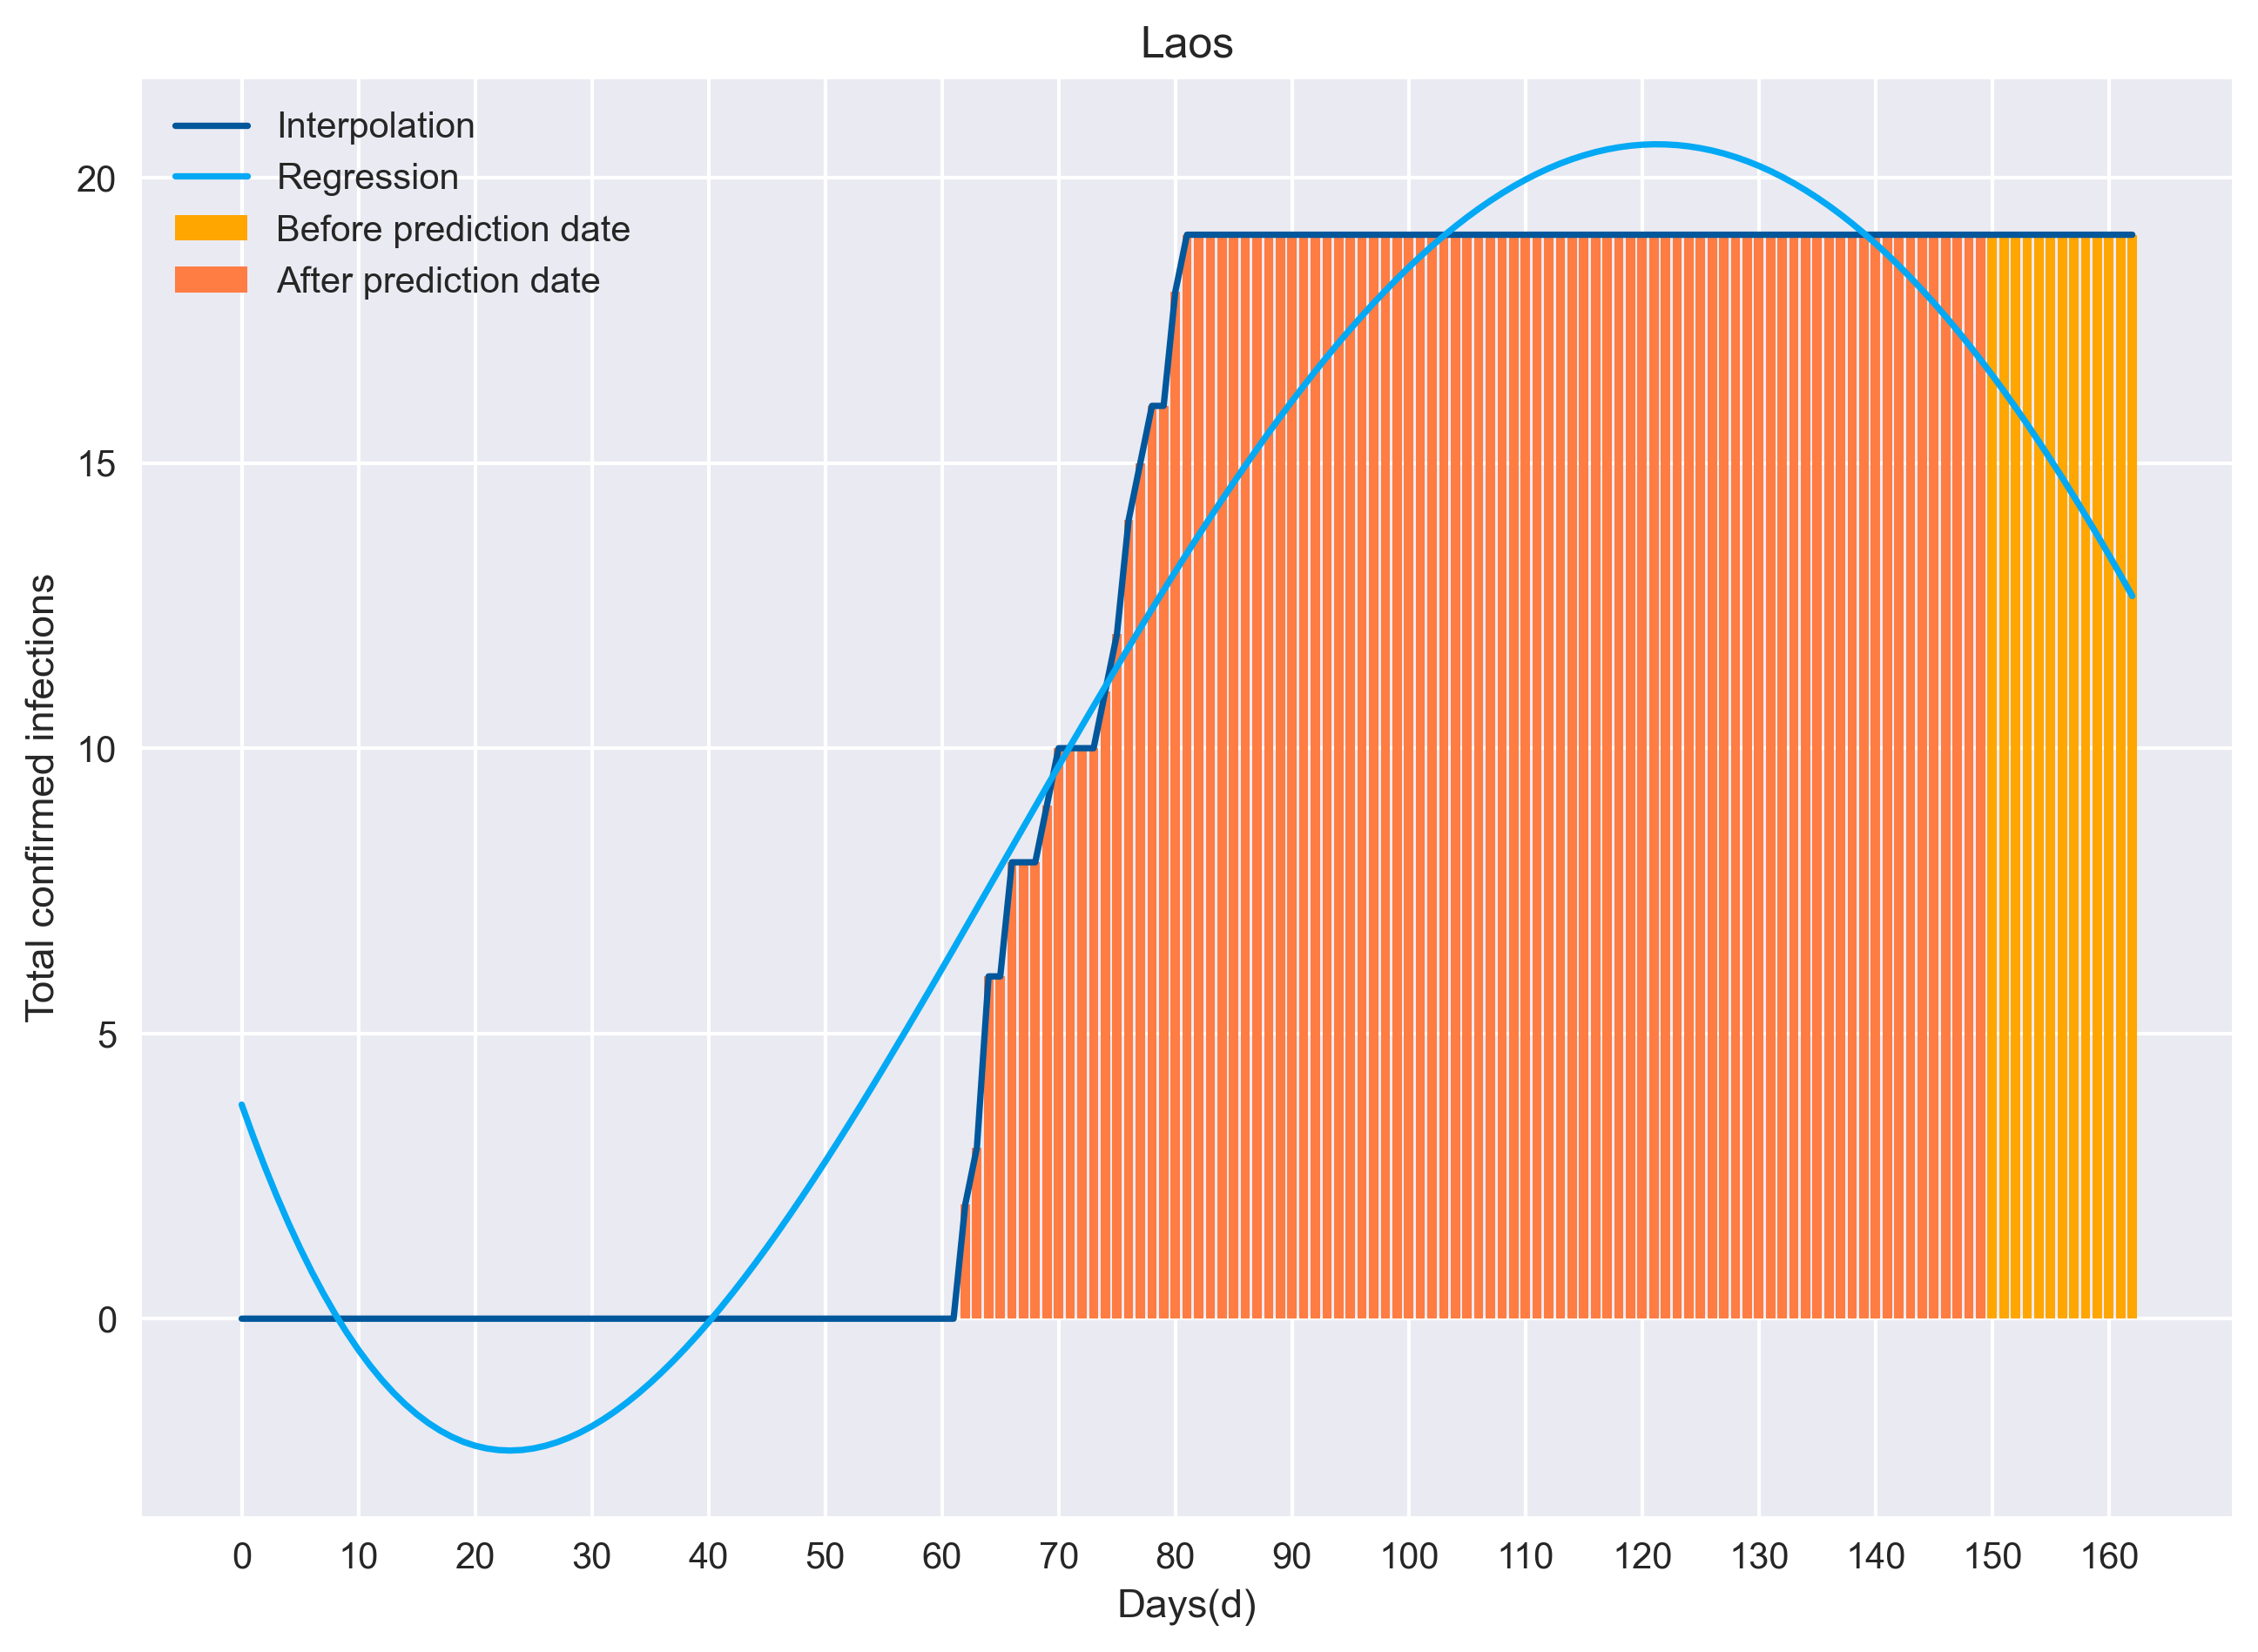 Laos
Interpolation
Regression
Before prediction date
After prediction date
20
15
10
5
0
Total confirmed infections
0 10 20 30 40 50 60 70 80 90 100 110 120 130 140 150 160
Days(d)